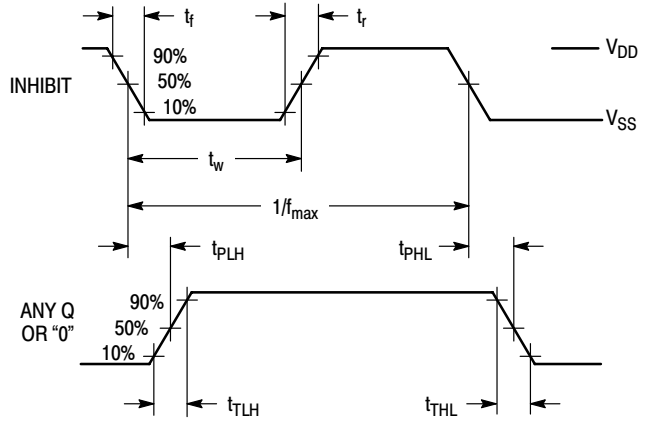 t_f
t_r
90%
V_DD
INHIBIT
50%
10%
V_SS
t_w
1/f_max
t_PLH
t_PHL
ANY Q
OR “0”
90%
50%
10%
t_TLH
t_THL